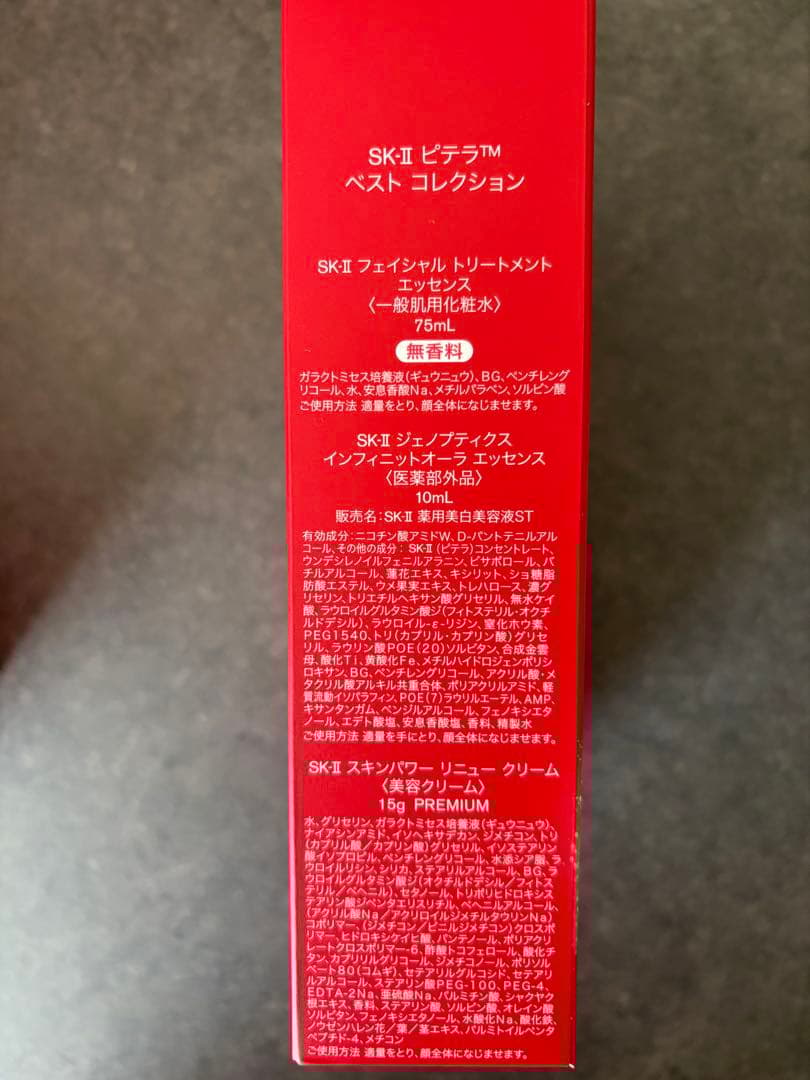 SK-II ピテラ™
ベスト コレクション
SK-II フェイシャル トリートメント
エッセンス
〈一般肌用化粧水〉
75mL
無香料
ガラクトミセス培養液(ギュウニュウ)、BG、ペンチレング
リコール、水、安息香酸Na、メチルパラベン、ソルビン酸
ご使用方法 適量をとり、顔全体になじませます。
SK-II ジェノプティクス
インフィニットオーラ エッセンス
〈医薬部外品〉
10mL
販売名:SK-II 薬用美白美容液ST
有効成分:ニコチン酸アミドW、D-パントテニルアル
コール、その他の成分: SK-II (ピテラ)コンセントレート、
ウンデシレノイルフェニルアラニン、ビサボロール、バ
チルアルコール、蓮花エキス、キシリット、ショ糖脂
肪酸エステル、ウメ果実エキス、トレハロース、濃グ
リセリン、トリエチルヘキサン酸グリセリル、無水ケイ
酸、ラウロイルグルタミン酸ジ(フィトステリル・オクチ
ルドデシル)、ラウロイル-ε-リジン、窒化ホウ素、
PEG1540、トリ(カプリル・カプリン酸)グリセ
リル、ラウリン酸POE(20)ソルビタン、合成金雲
母、酸化Ti、黄酸化Fe、メチルハイドロジェンポリシ
ロキサン、BG、ペンチレングリコール、アクリル酸・メ
タクリル酸アルキル共重合体、ポリアクリルアミド、軽
質流動イソパラフィン、POE(7)ラウリルエーテル、AMP、
キサンタンガム、ベンジルアルコール、フェノキシエタ
ノール、エデト酸塩、安息香酸塩、香料、精製水
ご使用方法 適量を手にとり、顔全体になじませます。
SK-II スキンパワー リニュー クリーム
〈美容クリーム〉
15g PREMIUM
水、グリセリン、ガラクトミセス培養液(ギュウニュウ)、
ナイアシンアミド、イソヘキサデカン、ジメチコン、トリ
(カプリル酸/カプリン酸)グリセリル、イソステアリン
酸イソプロピル、ペンチレングリコール、水添シア脂、ラ
ウロイルリシン、シリカ、ステアリルアルコール、BG、ラ
ウロイルグルタミン酸ジ(オクチルドデシル/フィトス
テリル/ベヘニル)、セタノール、トリポリヒドロキシス
テアリン酸ジペンタエリスリチル、ベヘニルアルコール、
(アクリル酸Na/アクリロイルジメチルタウリンNa)
コポリマー、(ジメチコン/ビニルジメチコン)クロスポ
リマー、ヒドロキシケイヒ酸、パンテノール、ポリアクリ
レートクロスポリマー-6、酢酸トコフェロール、酸化チ
タン、カプリリルグリコール、ジメチコノール、ポリソル
ベート80(コムギ)、セテアリルグルコシド、セテアリ
ルアルコール、ステアリン酸PEG-100、PEG-4、
EDTA-2Na、亜硫酸Na、パルミチン酸、シャクヤク
根エキス、香料、ステアリン酸、ソルビン酸、オレイン酸
ソルビタン、フェノキシエタノール、水酸化Na、酸化鉄、
ノウゼンハレン花/葉/茎エキス、パルミトイルペンタ
ペプチド-4、メチコン
ご使用方法 適量をとり、顔全体になじませます。